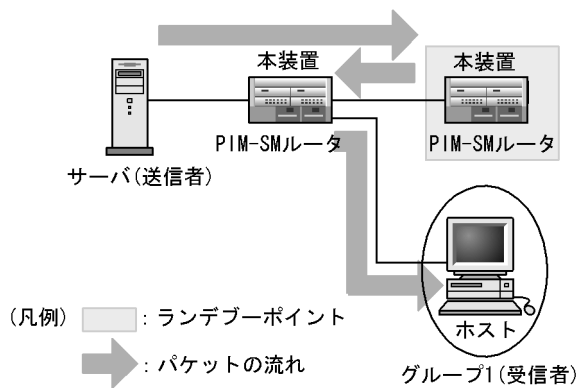 本装置
本装置
PIM-SMルータ
PIM-SMルータ
サーバ(送信者)
(凡例)
:ランデブーポイント
ホスト
:パケットの流れ
グループ1(受信者)